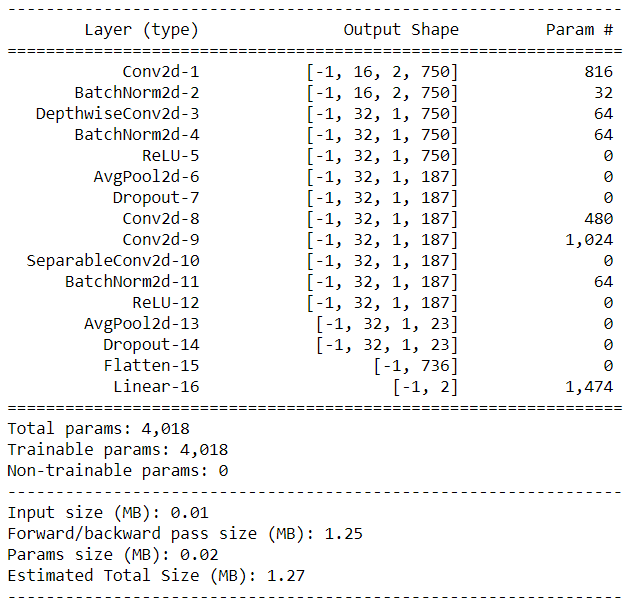 ----------------------------------------------------------------
Layer (type) Output Shape Param #
================================================================
Conv2d-1 [-1, 16, 2, 750] 816
BatchNorm2d-2 [-1, 16, 2, 750] 32
DepthwiseConv2d-3 [-1, 32, 1, 750] 64
BatchNorm2d-4 [-1, 32, 1, 750] 64
ReLU-5 [-1, 32, 1, 750] 0
AvgPool2d-6 [-1, 32, 1, 187] 0
Dropout-7 [-1, 32, 1, 187] 0
Conv2d-8 [-1, 32, 1, 187] 480
Conv2d-9 [-1, 32, 1, 187] 1,024
SeparableConv2d-10 [-1, 32, 1, 187] 0
BatchNorm2d-11 [-1, 32, 1, 187] 64
ReLU-12 [-1, 32, 1, 187] 0
AvgPool2d-13 [-1, 32, 1, 23] 0
Dropout-14 [-1, 32, 1, 23] 0
Flatten-15 [-1, 736] 0
Linear-16 [-1, 2] 1,474
================================================================
Total params: 4,018
Trainable params: 4,018
Non-trainable params: 0
----------------------------------------------------------------
Input size (MB): 0.01
Forward/backward pass size (MB): 1.25
Params size (MB): 0.02
Estimated Total Size (MB): 1.27
----------------------------------------------------------------